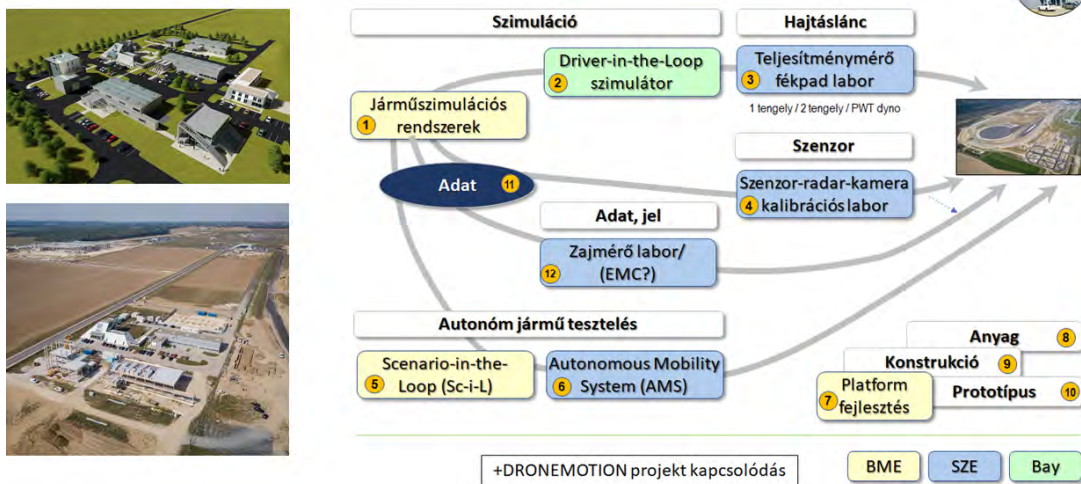 Szimuláció
Hajtáslánc
Driver-in-the-Loop
2 szimulátor
Teljesítménymérő
3 fékpad labor
1 tengely / 2 tengely / PWT dyno
Járműszimulációs
1 rendszerek
Szenzor
Adat 11
Szenzor-radar-kamera
4 kalibrációs labor
Adat, jel
Zajmérő labor/
12 (EMC?)
Autonóm jármű tesztelés
Scenario-in-the-
5 Loop (Sc-i-L)
Autonomous Mobility
6 System (AMS)
Anyag 8
Konstrukció 9
7 Platform
fejlesztés
Prototípus 10
+DRONEMOTION projekt kapcsolódás
BME
SZE
Bay